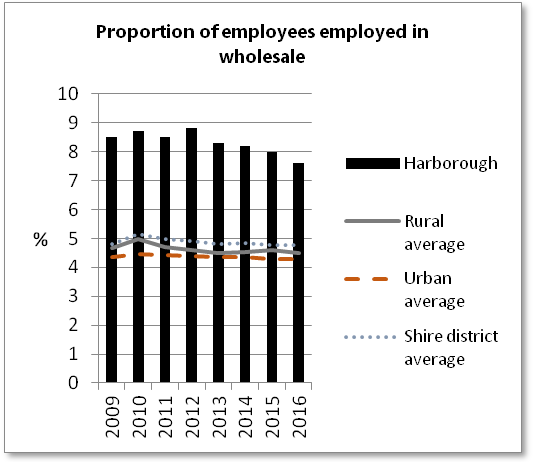 Proportion of employees employed in
wholesale
10
9
8
7
6
5
4
3
2
1
0
%
2009
2010
2011
2012
2013
2014
2015
2016
Harborough
Rural
average
Urban
average
Shire district
average